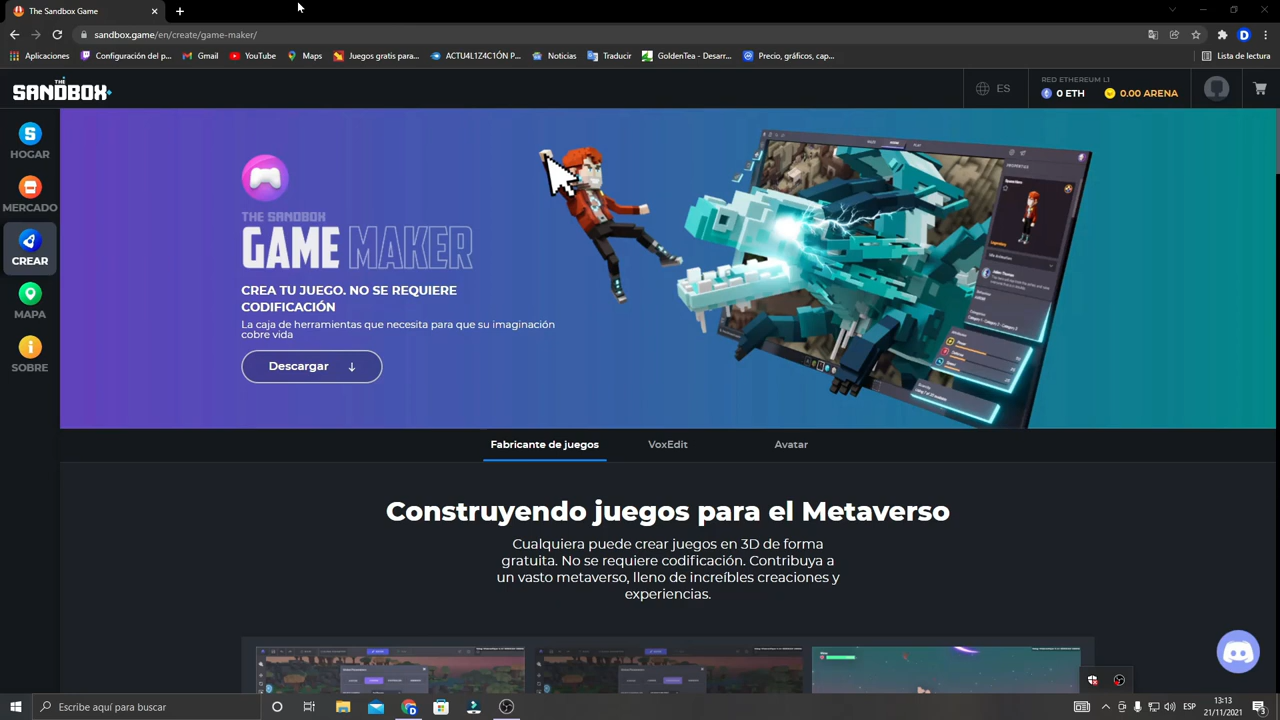 The Sandbox Game
sandbox.game/en/create/game-maker/
Aplicaciones
Configuración del p...
Gmail
YouTube
Maps
Juegos gratis para...
ACTU4L1Z4C1ÓN P...
Noticias
Traducir
GoldenTea - Desarr...
Precio, gráficos, cap...
Lista de lectura
THE
SANDBOX
ES
RED ETHEREUM L1
0 ETH
0.00 ARENA
HOGAR
MERCADO
CREAR
MAPA
SOBRE
THE SANDBOX
GAME MAKER
CREA TU JUEGO. NO SE REQUIERE
CODIFICACIÓN
La caja de herramientas que necesita para que su imaginación
cobre vida
Descargar
Fabricante de juegos
VoxEdit
Avatar
Construyendo juegos para el Metaverso
Cualquiera puede crear juegos en 3D de forma
gratuita. No se requiere codificación. Contribuya a
un vasto metaverso, lleno de increíbles creaciones y
experiencias.
Escribe aquí para buscar
ESP
13:13
21/11/2021